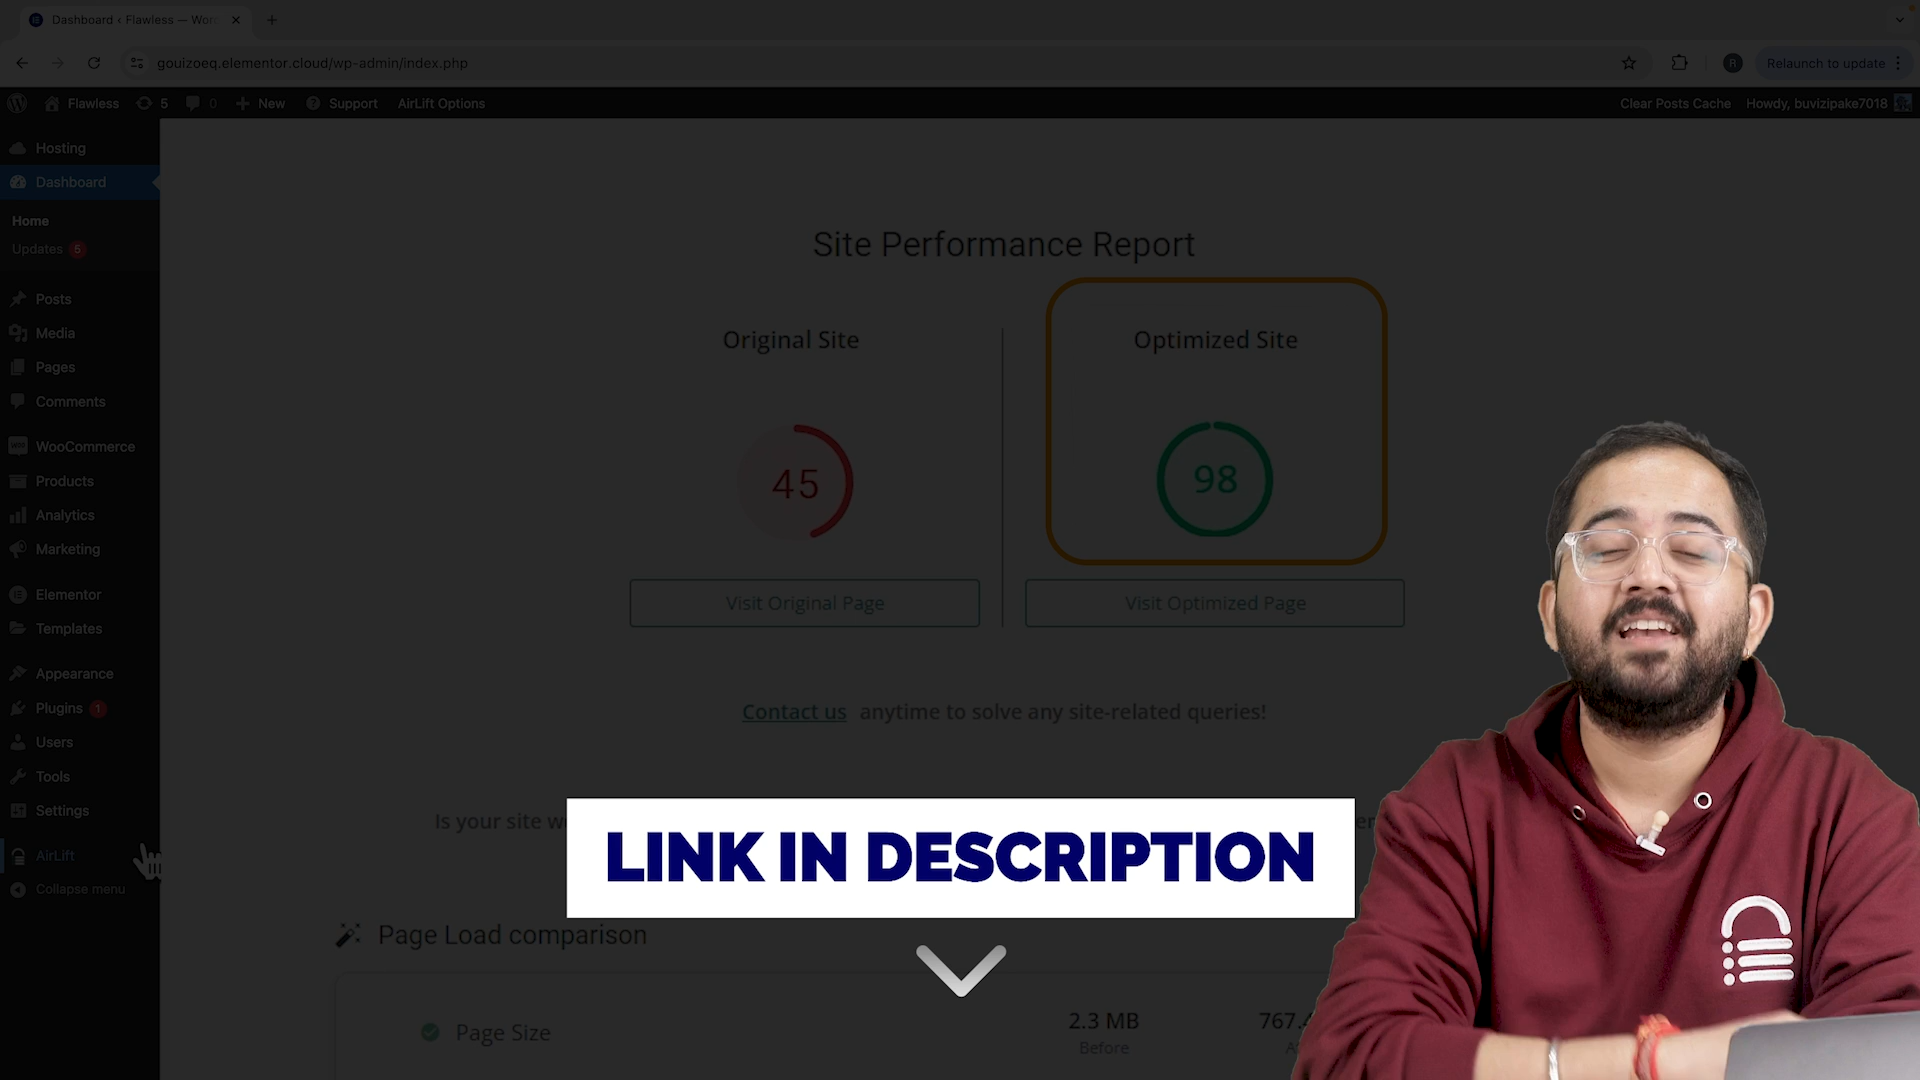 Dashboard ‹ Flawless — Wor
gouizoeq.elementor.cloud/wp-admin/index.php
R
Relaunch to update
Flawless
5
0
New
Support
AirLift Options
Clear Posts Cache
Howdy, buvizipake7018
Hosting
Dashboard
Home
Updates 5
Posts
Media
Pages
Comments
WooCommerce
Products
Analytics
Marketing
Elementor
Templates
Appearance
Plugins 1
Users
Tools
Settings
AirLift
Collapse menu
Site Performance Report
Original Site
Optimized Site
45
98
Visit Original Page
Visit Optimized Page
Contact us anytime to solve any site-related queries!
Is your site
LINK IN DESCRIPTION
Page Load comparison
Page Size
2.3 MB
Before